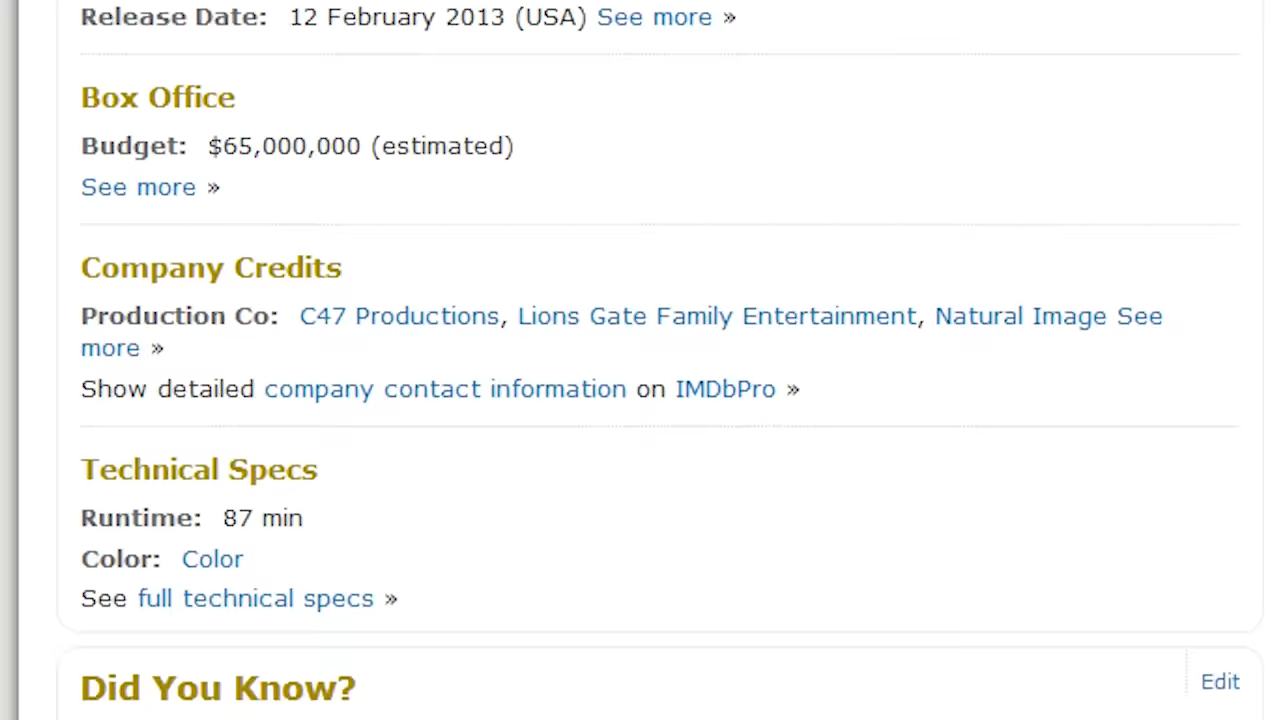 Release Date: 12 February 2013 (USA) See more »
Box Office
Budget: $65,000,000 (estimated)
See more »
Company Credits
Production Co: C47 Productions, Lions Gate Family Entertainment, Natural Image See
more »
Show detailed company contact information on IMDbPro »
Technical Specs
Runtime: 87 min
Color: Color
See full technical specs »
Did You Know?
Edit